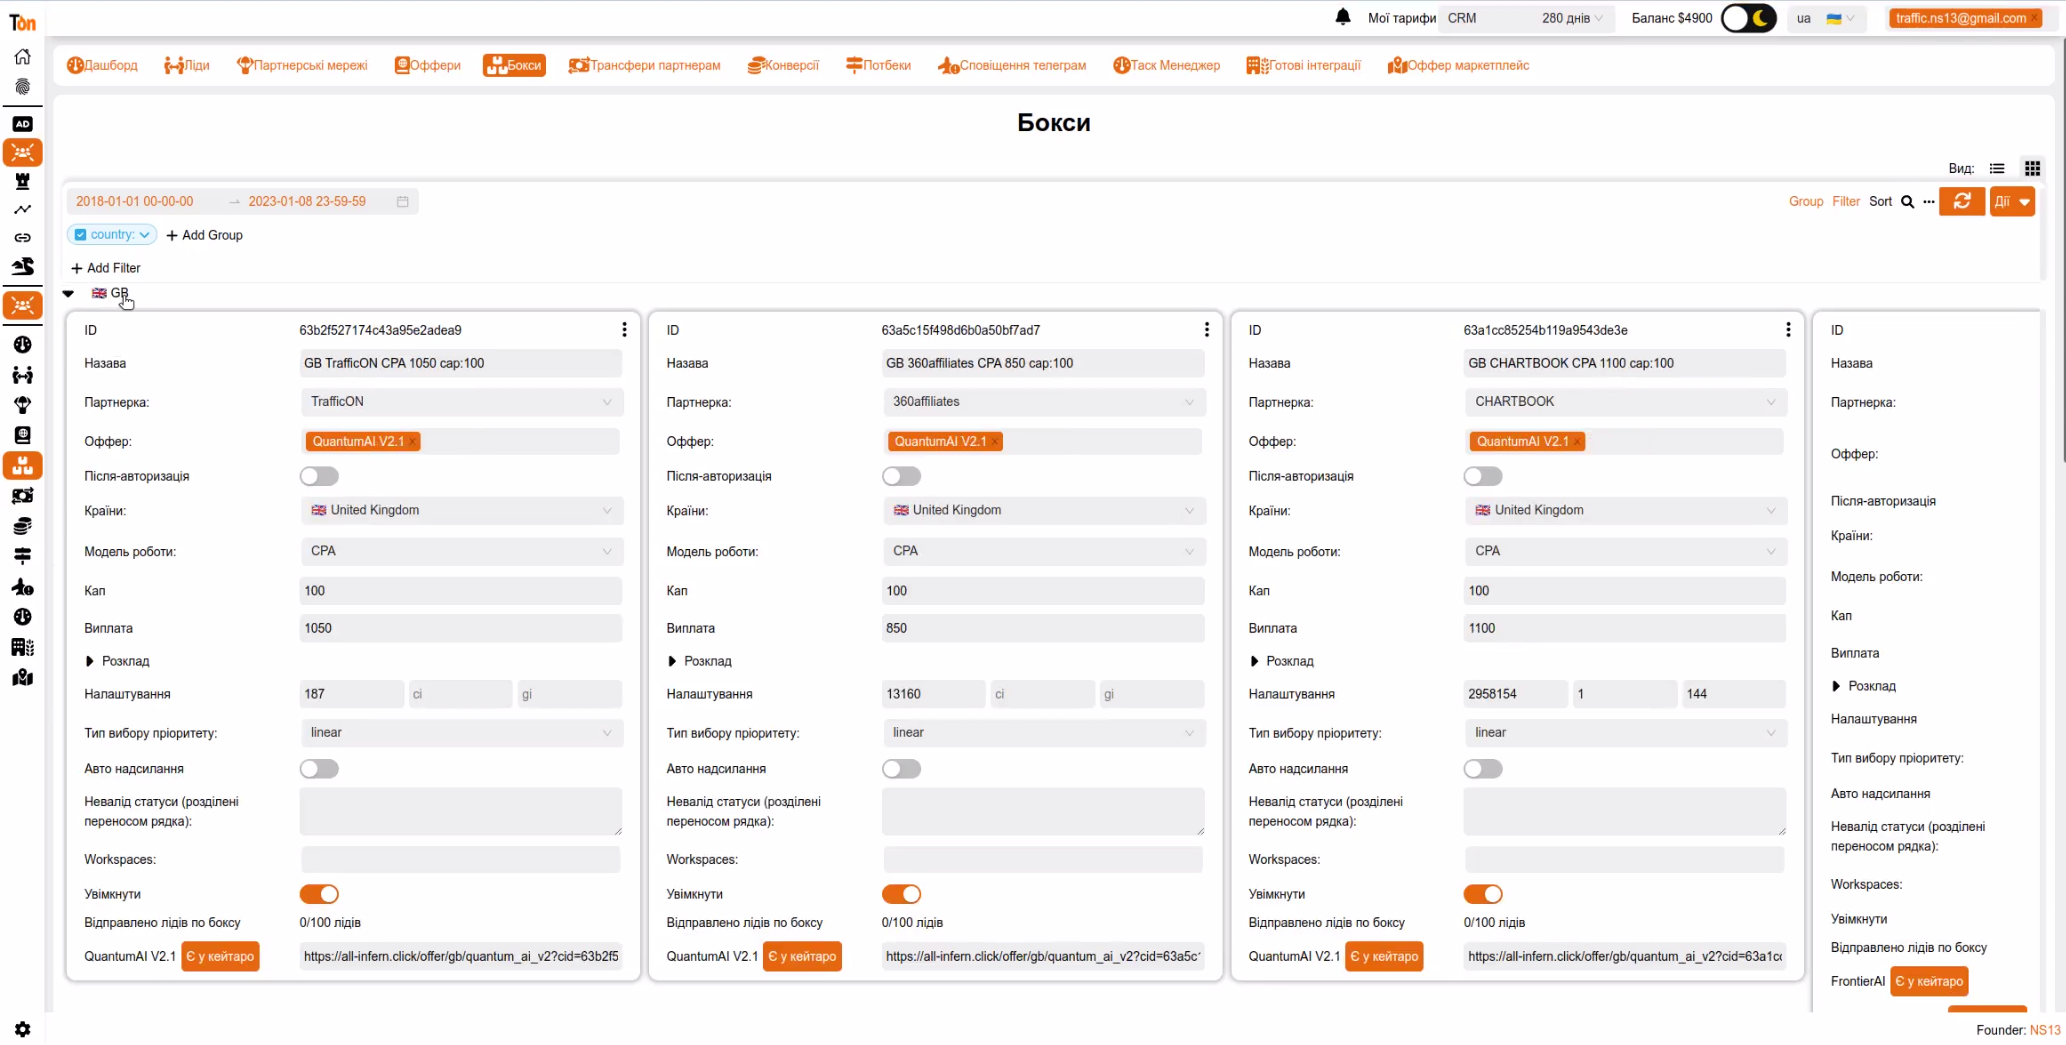 Tón
Мої тарифи CRM 280 днів Баланс $4900 ua traffic.ns13@gmail.com ×
Дашборд Ліди Партнерські мережі Оффери Бокси Трансфери партнерам Конверсії Потбеки Сповіщення телеграм Таск Менеджер Готові інтеграції Оффер маркетплейс
AD
Бокси
Вид:
2018-01-01 00-00-00 → 2023-01-08 23-59-59
Group Filter Sort ••• Дії
country: + Add Group
+ Add Filter
GB
ID 63b2f527174c43a95e2adea9
Назава GB TrafficON CPA 1050 cap:100
Партнерка: TrafficON
Оффер: QuantumAI V2.1 ×
Після-авторизація
Країни: United Kingdom
Модель роботи: CPA
Кап 100
Виплата 1050
Розклад
Налаштування 187 ci gi
Тип вибору пріоритету: linear
Авто надсилання
Невалід статуси (розділені
переносом рядка):
Workspaces:
Увімкнути
Відправлено лідів по боксу 0/100 лідів
QuantumAI V2.1 Є у кейтаро https://all-infern.click/offer/gb/quantum_ai_v2?cid=63b2f5
ID 63a5c15f498d6b0a50bf7ad7
Назава GB 360affiliates CPA 850 cap:100
Партнерка: 360affiliates
Оффер: QuantumAI V2.1 ×
Після-авторизація
Країни: United Kingdom
Модель роботи: CPA
Кап 100
Виплата 850
Розклад
Налаштування 13160 ci gi
Тип вибору пріоритету: linear
Авто надсилання
Невалід статуси (розділені
переносом рядка):
Workspaces:
Увімкнути
Відправлено лідів по боксу 0/100 лідів
QuantumAI V2.1 Є у кейтаро https://all-infern.click/offer/gb/quantum_ai_v2?cid=63a5c
ID 63a1cc85254b119a9543de3e
Назава GB CHARTBOOK CPA 1100 cap:100
Партнерка: CHARTBOOK
Оффер: QuantumAI V2.1 ×
Після-авторизація
Країни: United Kingdom
Модель роботи: CPA
Кап 100
Виплата 1100
Розклад
Налаштування 2958154 1 144
Тип вибору пріоритету: linear
Авто надсилання
Невалід статуси (розділені
переносом рядка):
Workspaces:
Увімкнути
Відправлено лідів по боксу 0/100 лідів
QuantumAI V2.1 Є у кейтаро https://all-infern.click/offer/gb/quantum_ai_v2?cid=63a1c
ID
Назава
Партнерка:
Оффер:
Після-авторизація
Країни:
Модель роботи:
Кап
Виплата
Розклад
Налаштування
Тип вибору пріоритету:
Авто надсилання
Невалід статуси (розділені
переносом рядка):
Workspaces:
Увімкнути
Відправлено лідів по боксу
FrontierAI Є у кейтаро
Founder: NS13